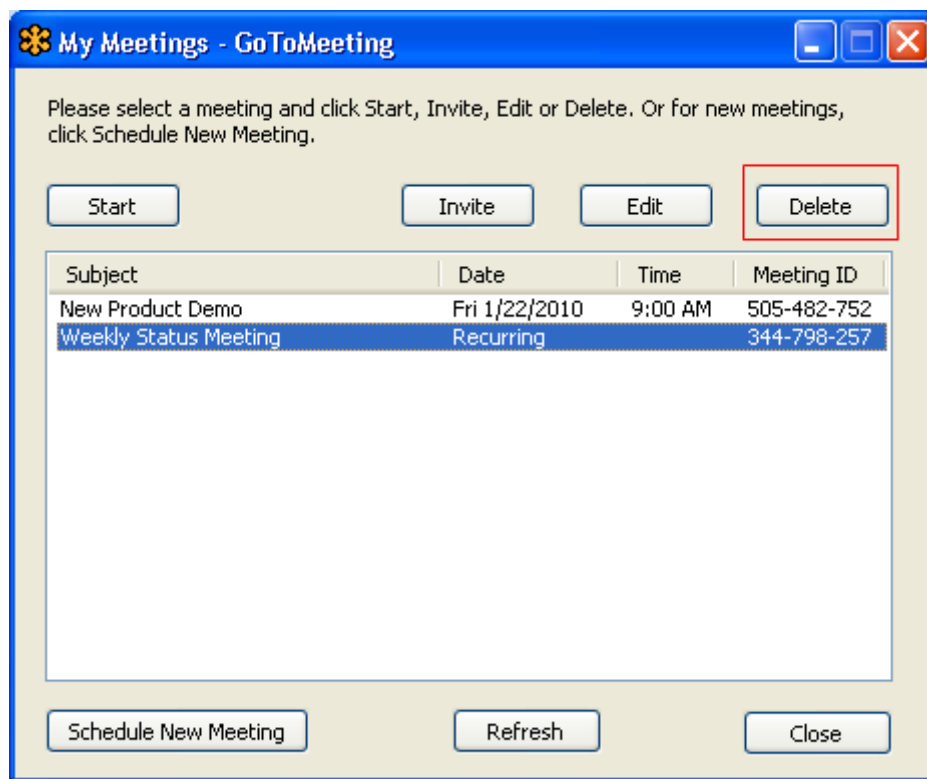 My Meetings - GoToMeeting
Please select a meeting and click Start, Invite, Edit or Delete. Or for new meetings,
click Schedule New Meeting.
Start Invite Edit Delete
Subject Date Time Meeting ID
New Product Demo Fri 1/22/2010 9:00 AM 505-482-752
Weekly Status Meeting Recurring 344-798-257
Schedule New Meeting Refresh Close